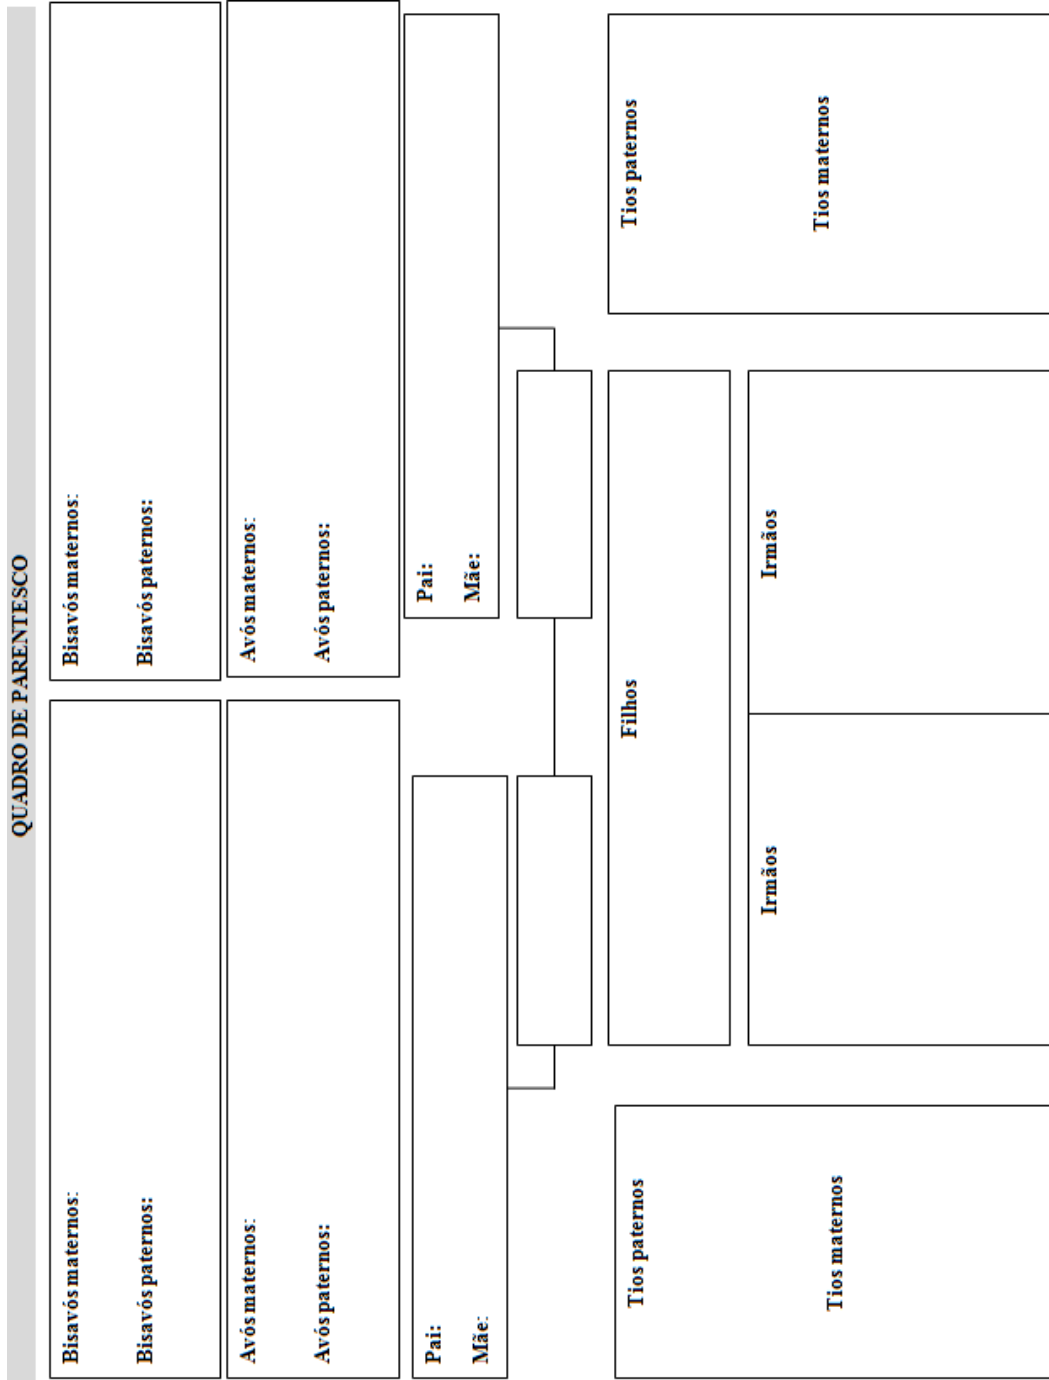 QUADRO DE PARENTESCO
Bisavós maternos:
Bisavós paternos:
Bisavós maternos:
Bisavós paternos:
Avós maternos:
Avós paternos:
Avós maternos:
Avós paternos:
Pai:
Mãe:
Pai:
Mãe:
Tios paternos
Tios maternos
Filhos
Irmãos
Irmãos
Tios paternos
Tios maternos